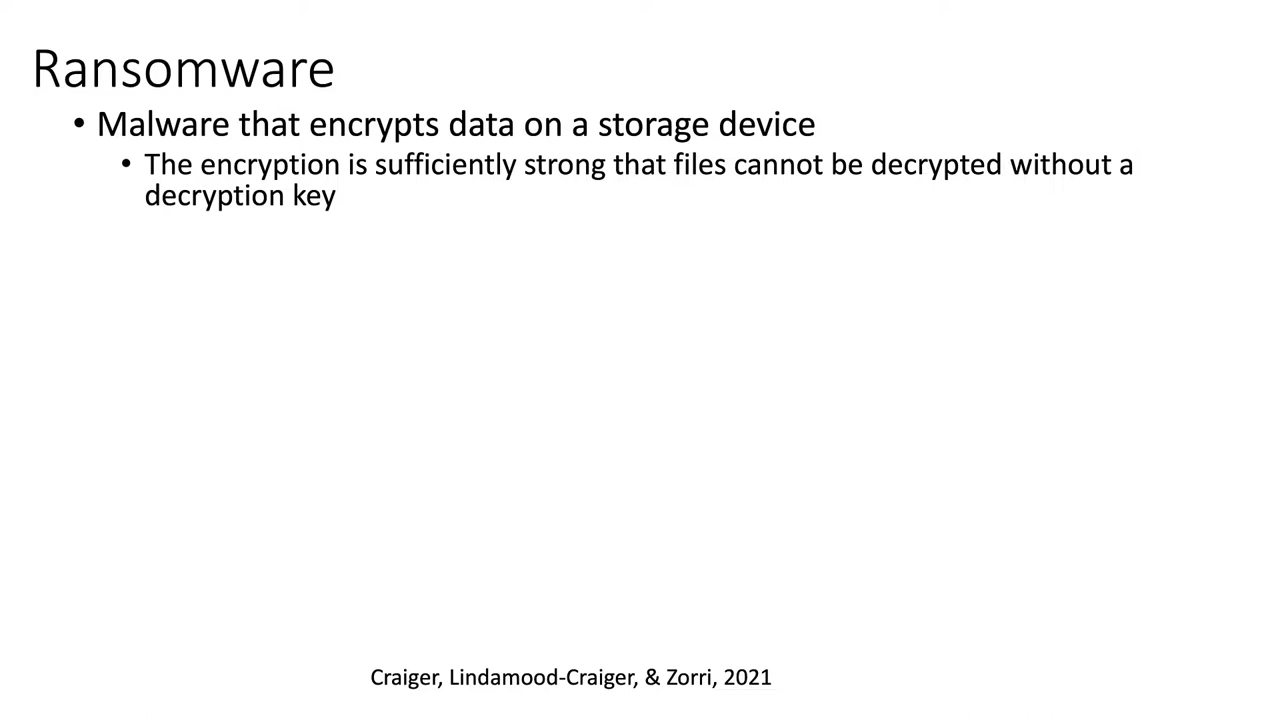 Ransomware
• Malware that encrypts data on a storage device
• The encryption is sufficiently strong that files cannot be decrypted without a
decryption key
Craiger, Lindamood-Craiger, & Zorri, 2021